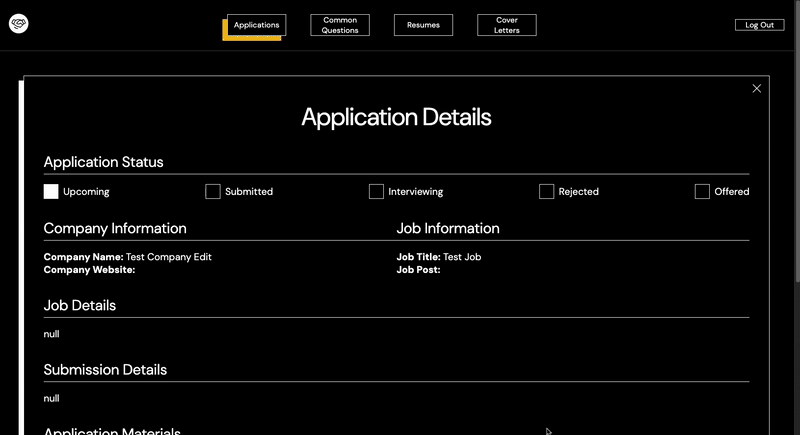 Applications
Common
Questions
Resumes
Cover
Letters
Log Out
Application Details
Application Status
Upcoming
Submitted
Interviewing
Rejected
Offered
Company Information
Job Information
Company Name: Test Company Edit
Company Website:
Job Title: Test Job
Job Post:
Job Details
null
Submission Details
null
Application Materials